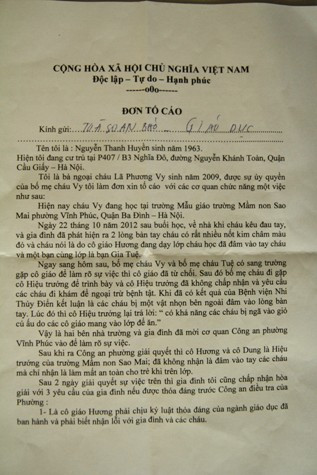 CỘNG HÒA XÃ HỘI CHỦ NGHĨA VIỆT NAM
Độc lập – Tự do – Hạnh phúc
-----o0o-----
ĐƠN TỐ CÁO
Kính gửi: TOÀ SOẠN BÁO GIÁO DỤC
Tên tôi là : Nguyễn Thanh Huyền sinh năm 1963.
Hiện tôi đang cư trú tại P407 / B3 Nghĩa Đô, đường Nguyễn Khánh Toàn, Quận
Cầu Giấy – Hà Nội.
Tôi là bà ngoại cháu Lã Phương Vy sinh năm 2009, được sự ủy quyền
của bố mẹ cháu Vy tôi làm đơn xin tố cáo với các cơ quan chức năng một việc
như sau:
Hiện nay cháu Vy đang học tại trường Mẫu giáo trường Mầm non Sao
Mai phường Vĩnh Phúc, Quận Ba Đình – Hà Nội.
Ngày 22 tháng 10 năm 2012 sau buổi học, về nhà khi cháu kêu đau tay,
và gia đình đã phát hiện ra 2 lòng bàn tay cháu có rất nhiều nốt kim châm máu
đỏ và cháu nói là do cô giáo Hương đang dạy lớp cháu học đã đâm vào tay cháu
và một bạn cùng lớp là bạn Gia Tuệ.
Ngay sang hôm sau, bố mẹ cháu Vy và bố mẹ cháu Tuệ có sang trường
gặp cô giáo để làm rõ sự việc thì cô giáo đã từ chối. Sau đó bố mẹ cháu đi gặp
cô Hiệu trưởng để trình bày và cô Hiệu trưởng đã không chấp nhận và yêu cầu
các cháu đi khám để ngoại trừ bệnh tật. Khi đã có kết quả của Bệnh viện Nhi
Thủy Điển kết luận là các cháu bị một vật nhọn bên ngoài đâm vào lòng bàn
tay. Lúc đó thì cô Hiệu trưởng lại trả lời: “ có khả năng các cháu bị ngã vào giỏ
củ ấu do các cô giáo mang vào lớp để ăn.”
Vậy là hai bên nhà trường và gia đình đã mời cơ quan Công an phường
Vĩnh Phúc vào để làm rõ sự việc.
Sau khi ra Công an phường giải quyết thì cô Hương và cô Dung là Hiệu
trưởng của trường Mầm non Sao Mai; đã không nhận là đâm vào tay các cháu
mà chỉ nhận là làm mất an toàn cho trẻ khi trên lớp.
Sau 2 ngày giải quyết sự việc trên thì gia đình tôi cũng chấp nhận hòa
giải với 3 yêu cầu của gia đình nếu được thỏa đáng trước Công an điều tra của
Phường :
1- Là cô giáo Hương phải chịu kỷ luật thỏa đáng của ngành giáo dục đã
ban hành và phải biết nhận lỗi với gia đình và các cháu.